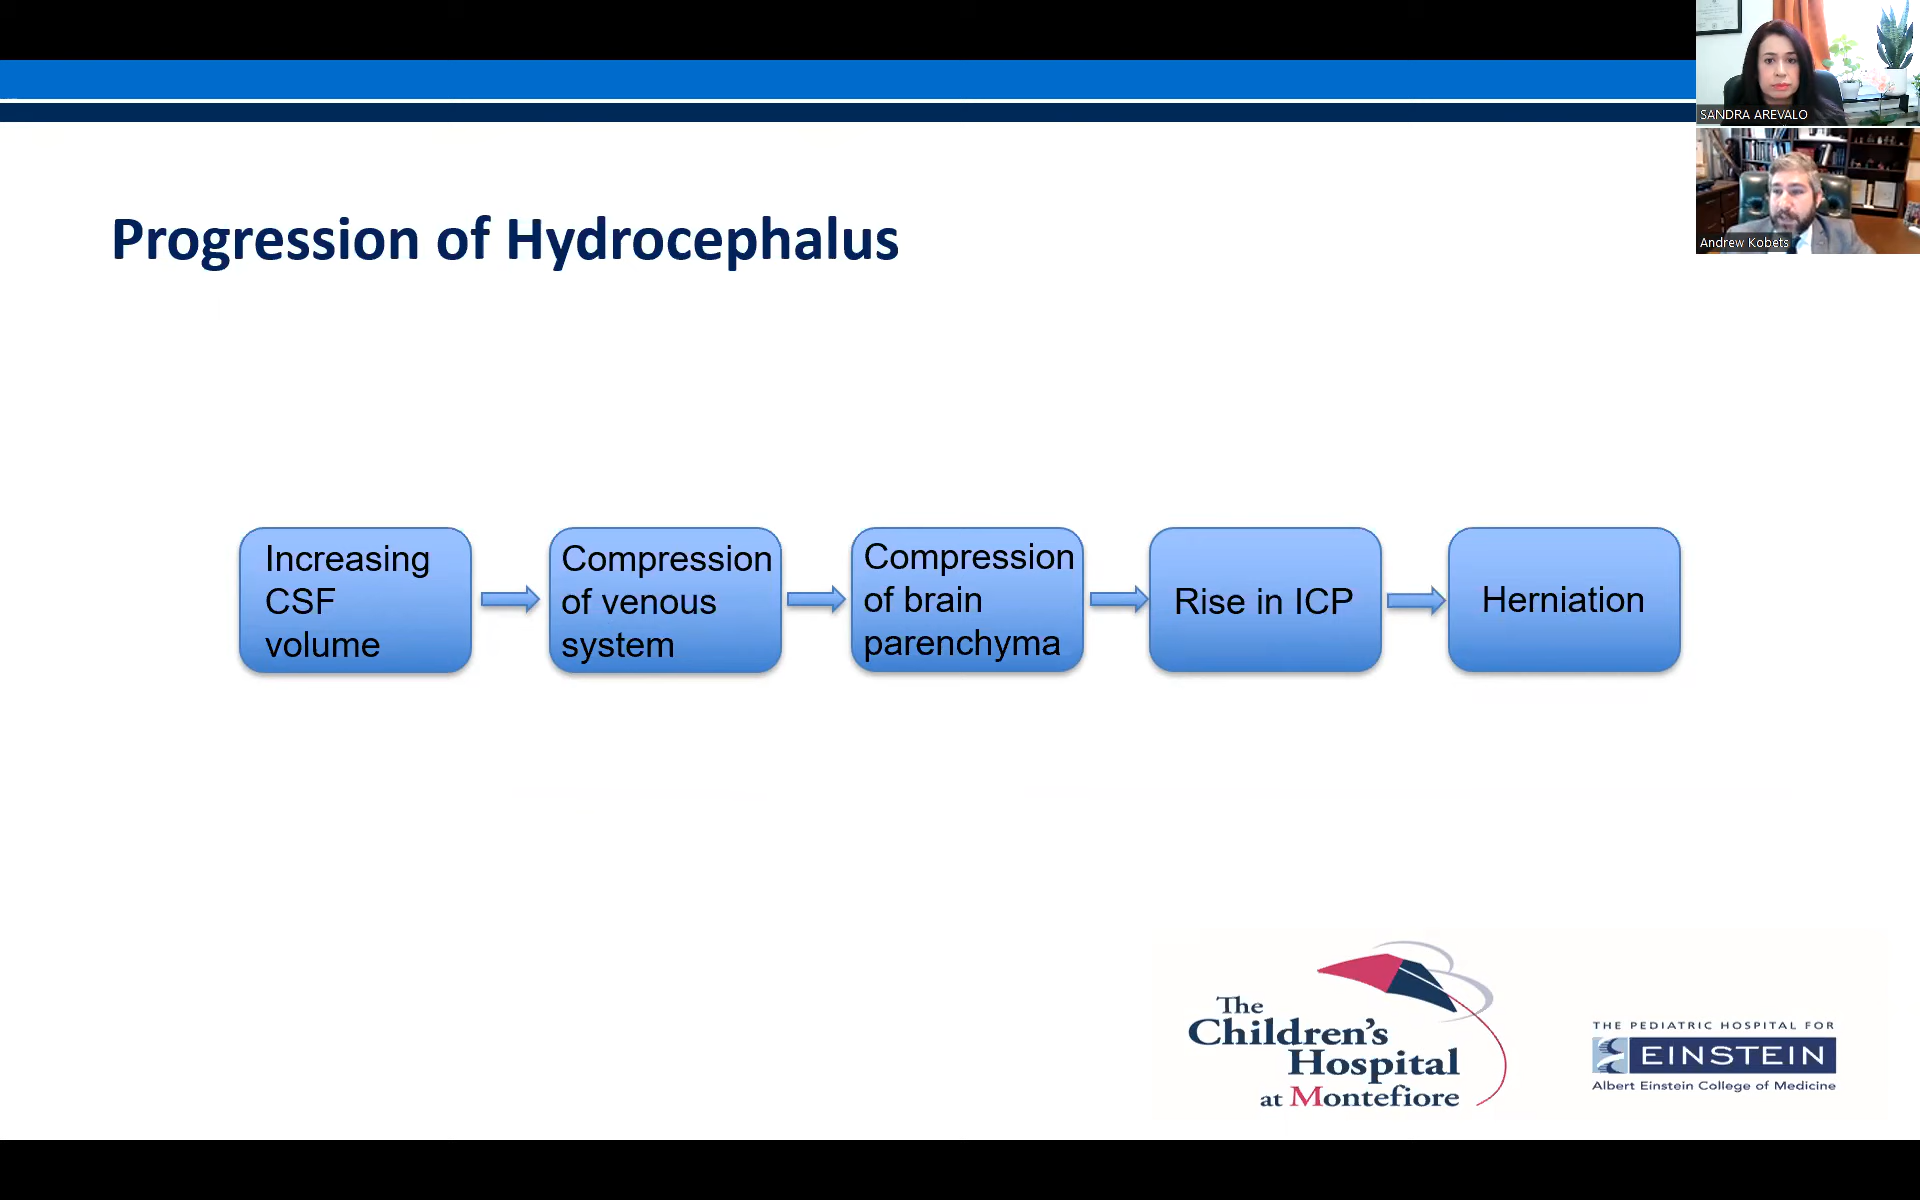 SANDRA AREVALO
Andrew Kobets
Progression of Hydrocephalus
Increasing
CSF
volume
Compression
of venous
system
Compression
of brain
parenchyma
Rise in ICP
Herniation
The
Children's
Hospital
at Montefiore
THE PEDIATRIC HOSPITAL FOR
EINSTEIN
Albert Einstein College of Medicine